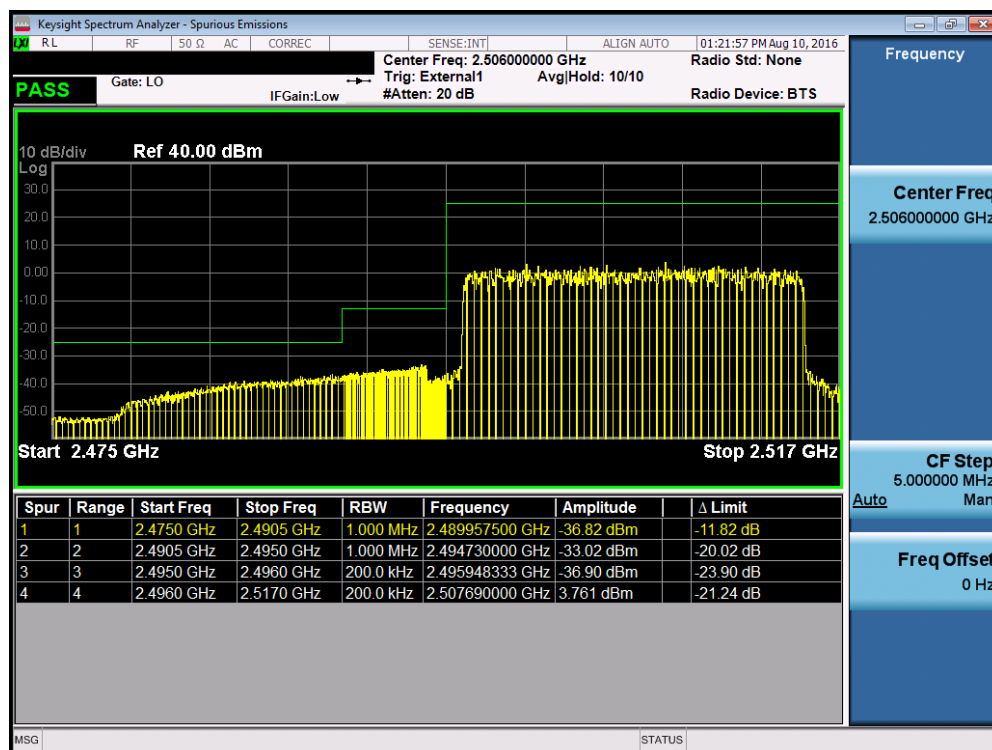 Keysight Spectrum Analyzer - Spurious Emissions
LXI RL RF 50 Ω AC CORREC SENSE:INT ALIGN AUTO 01:21:57 PM Aug 10, 2016
Center Freq: 2.506000000 GHz Radio Std: None
PASS Gate: LO Trig: External1 Avg|Hold: 10/10
IFGain:Low #Atten: 20 dB Radio Device: BTS
10 dB/div Ref 40.00 dBm
Log
30.0
20.0
10.0
0.00
-10.0
-20.0
-30.0
-40.0
-50.0
Start 2.475 GHz Stop 2.517 GHz
Spur Range Start Freq Stop Freq RBW Frequency Amplitude Δ Limit
1 1 2.4750 GHz 2.4905 GHz 1.000 MHz 2.489957500 GHz -36.82 dBm -11.82 dB
2 2 2.4905 GHz 2.4950 GHz 1.000 MHz 2.494730000 GHz -33.02 dBm -20.02 dB
3 3 2.4950 GHz 2.4960 GHz 200.0 kHz 2.495948333 GHz -36.90 dBm -23.90 dB
4 4 2.4960 GHz 2.5170 GHz 200.0 kHz 2.507690000 GHz 3.761 dBm -21.24 dB
MSG STATUS
Frequency
Center Freq
2.506000000 GHz
CF Step
5.000000 MHz
Auto Man
Freq Offset
0 Hz